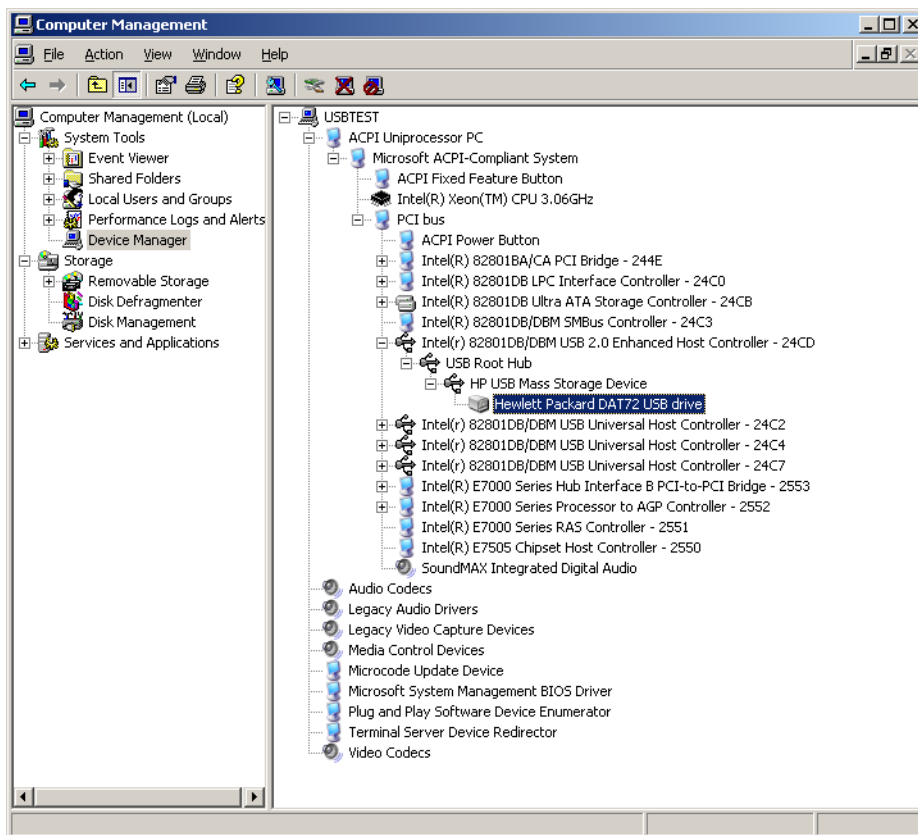 Computer Management
File Action View Window Help
Computer Management (Local)
System Tools
Event Viewer
Shared Folders
Local Users and Groups
Performance Logs and Alerts
Device Manager
Storage
Removable Storage
Disk Defragmenter
Disk Management
Services and Applications
USBTEST
ACPI Uniprocessor PC
Microsoft ACPI-Compliant System
ACPI Fixed Feature Button
Intel(R) Xeon(TM) CPU 3.06GHz
PCI bus
ACPI Power Button
Intel(R) 82801BA/CA PCI Bridge - 244E
Intel(R) 82801DB LPC Interface Controller - 24C0
Intel(R) 82801DB Ultra ATA Storage Controller - 24CB
Intel(R) 82801DB/DBM SMBus Controller - 24C3
Intel(r) 82801DB/DBM USB 2.0 Enhanced Host Controller - 24CD
USB Root Hub
HP USB Mass Storage Device
Hewlett Packard DAT72 USB drive
Intel(r) 82801DB/DBM USB Universal Host Controller - 24C2
Intel(r) 82801DB/DBM USB Universal Host Controller - 24C4
Intel(r) 82801DB/DBM USB Universal Host Controller - 24C7
Intel(R) E7000 Series Hub Interface B PCI-to-PCI Bridge - 2553
Intel(R) E7000 Series Processor to AGP Controller - 2552
Intel(R) E7000 Series RAS Controller - 2551
Intel(R) E7505 Chipset Host Controller - 2550
SoundMAX Integrated Digital Audio
Audio Codecs
Legacy Audio Drivers
Legacy Video Capture Devices
Media Control Devices
Microcode Update Device
Microsoft System Management BIOS Driver
Plug and Play Software Device Enumerator
Terminal Server Device Redirector
Video Codecs